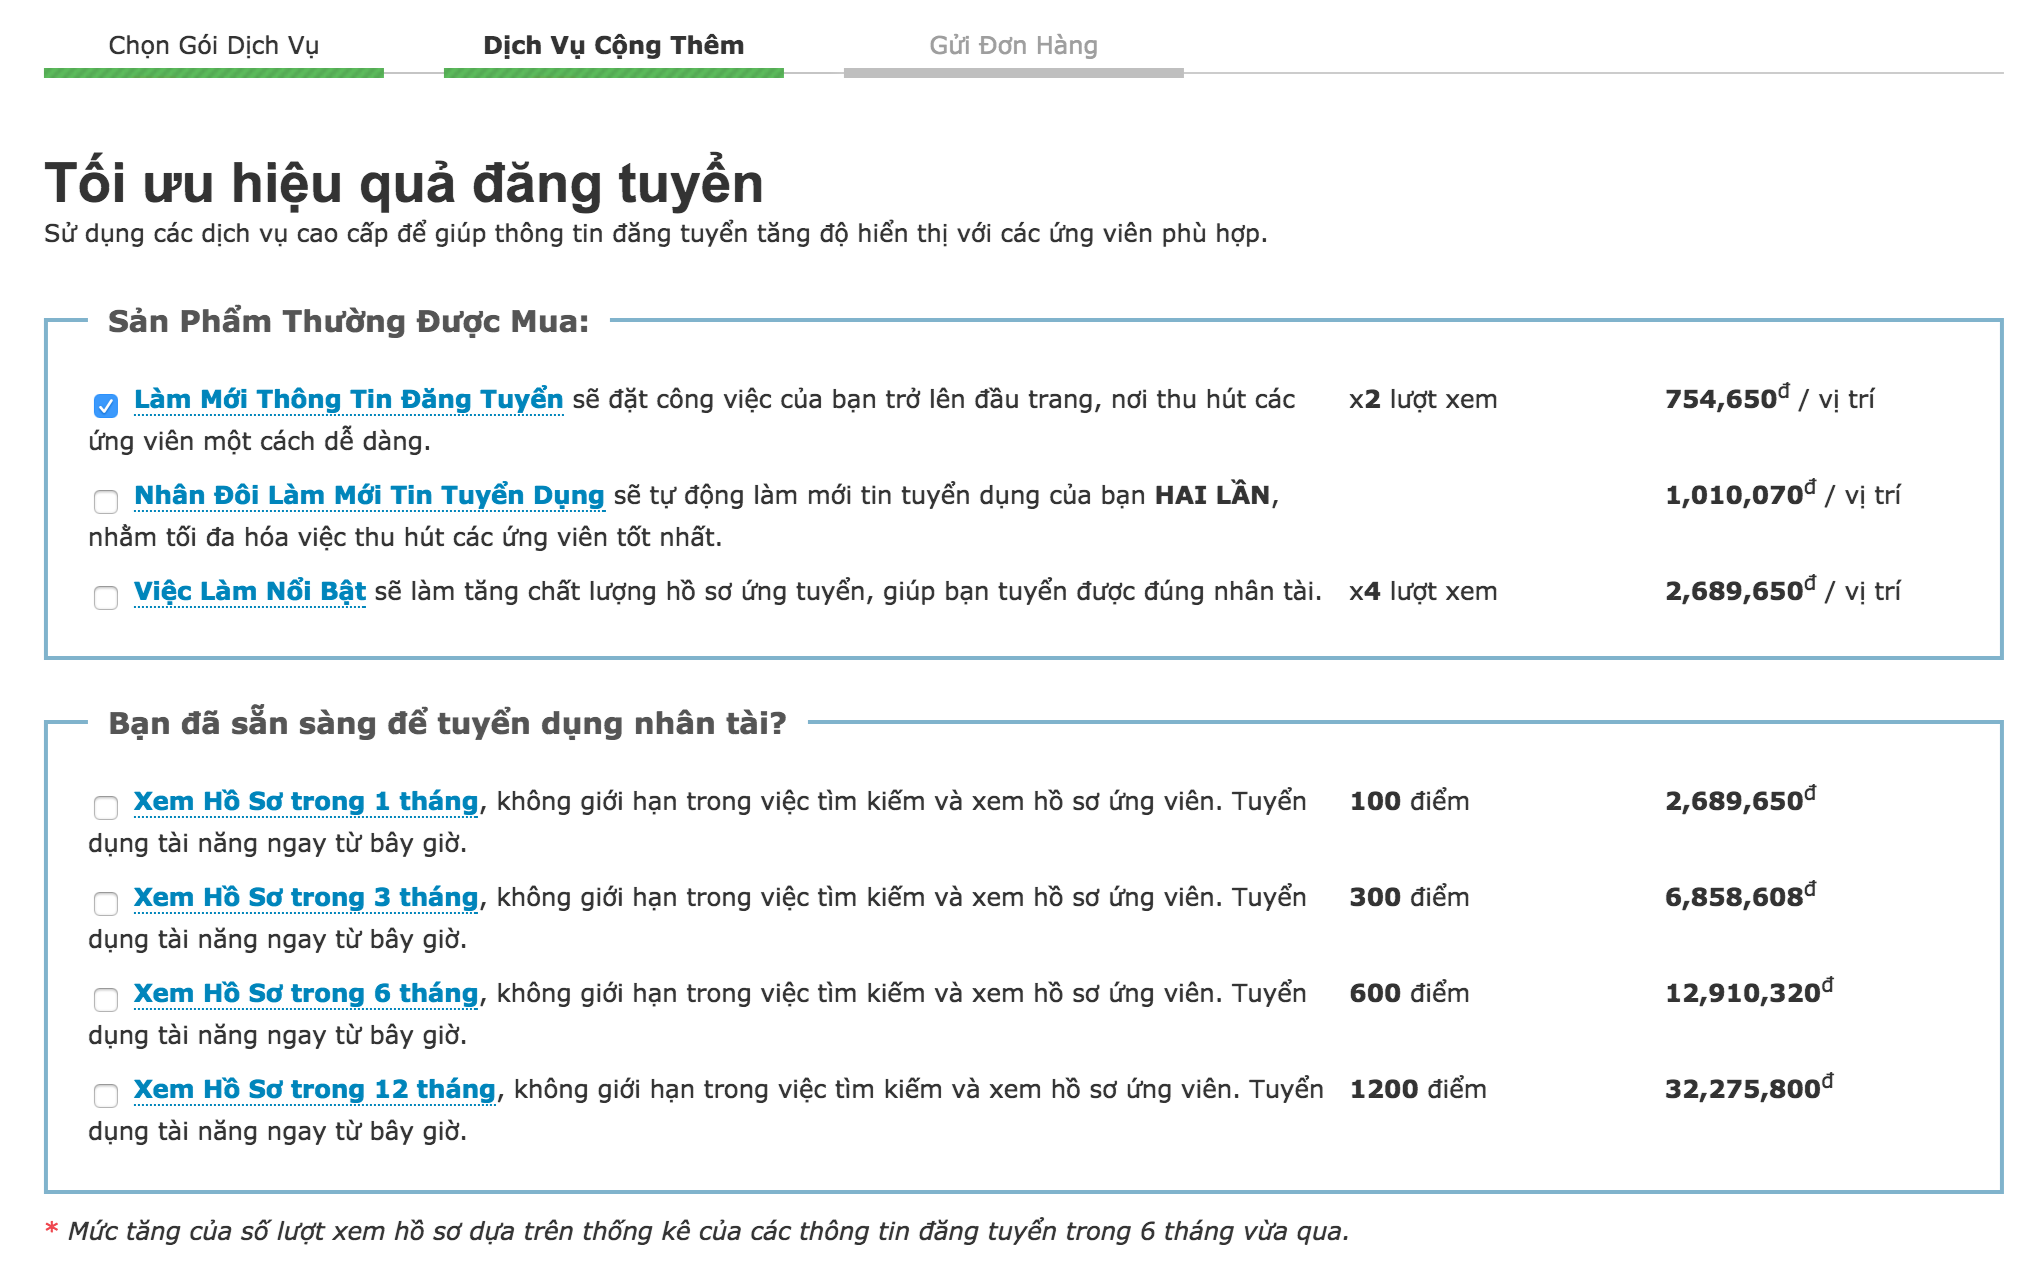 Chọn Gói Dịch Vụ
Dịch Vụ Cộng Thêm
Gửi Đơn Hàng
Tối ưu hiệu quả đăng tuyển
Sử dụng các dịch vụ cao cấp để giúp thông tin đăng tuyển tăng độ hiển thị với các ứng viên phù hợp.
Sản Phẩm Thường Được Mua:
Làm Mới Thông Tin Đăng Tuyển sẽ đặt công việc của bạn trở lên đầu trang, nơi thu hút các x2 lượt xem 754,650đ / vị trí
ứng viên một cách dễ dàng.
Nhân Đôi Làm Mới Tin Tuyển Dụng sẽ tự động làm mới tin tuyển dụng của bạn HAI LẦN, 1,010,070đ / vị trí
nhằm tối đa hóa việc thu hút các ứng viên tốt nhất.
Việc Làm Nổi Bật sẽ làm tăng chất lượng hồ sơ ứng tuyển, giúp bạn tuyển được đúng nhân tài. x4 lượt xem 2,689,650đ / vị trí
Bạn đã sẵn sàng để tuyển dụng nhân tài?
Xem Hồ Sơ trong 1 tháng, không giới hạn trong việc tìm kiếm và xem hồ sơ ứng viên. Tuyển 100 điểm 2,689,650đ
dụng tài năng ngay từ bây giờ.
Xem Hồ Sơ trong 3 tháng, không giới hạn trong việc tìm kiếm và xem hồ sơ ứng viên. Tuyển 300 điểm 6,858,608đ
dụng tài năng ngay từ bây giờ.
Xem Hồ Sơ trong 6 tháng, không giới hạn trong việc tìm kiếm và xem hồ sơ ứng viên. Tuyển 600 điểm 12,910,320đ
dụng tài năng ngay từ bây giờ.
Xem Hồ Sơ trong 12 tháng, không giới hạn trong việc tìm kiếm và xem hồ sơ ứng viên. Tuyển 1200 điểm 32,275,800đ
dụng tài năng ngay từ bây giờ.
* Mức tăng của số lượt xem hồ sơ dựa trên thống kê của các thông tin đăng tuyển trong 6 tháng vừa qua.